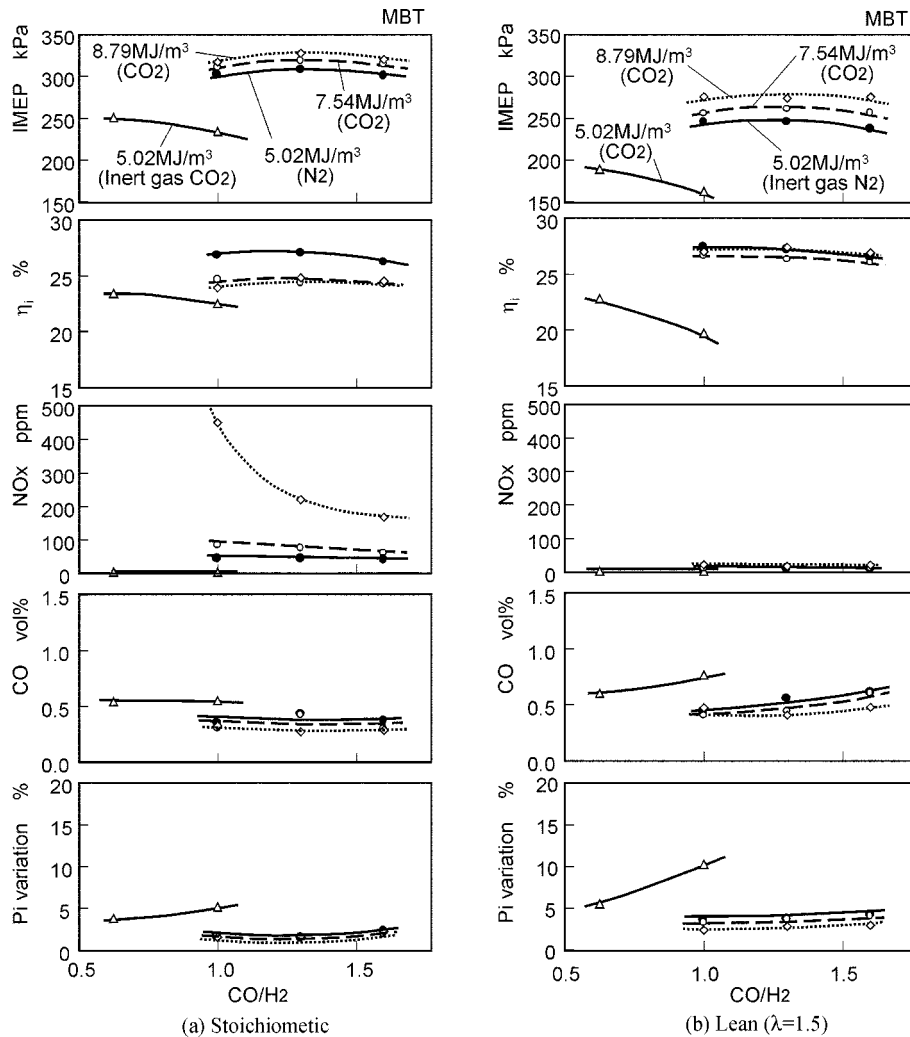 MBT
IMEP kPa
350
300
250
200
150
8.79MJ/m³
(CO2)
7.54MJ/m³
(CO2)
5.02MJ/m³
(Inert gas CO2)
5.02MJ/m³
(N2)
ηi %
30
25
20
15
NOx ppm
500
400
300
200
100
0
CO vol%
1.5
1.0
0.5
0.0
Pi variation %
20
15
10
5
0
0.5 1.0 1.5
CO/H2
(a) Stoichiometic
MBT
IMEP kPa
350
300
250
200
150
8.79MJ/m³
(CO2)
7.54MJ/m³
(CO2)
5.02MJ/m³
(CO2)
5.02MJ/m³
(Inert gas N2)
ηi %
30
25
20
15
NOx ppm
500
400
300
200
100
0
CO vol%
1.5
1.0
0.5
0.0
Pi variation %
20
15
10
5
0
0.5 1.0 1.5
CO/H2
(b) Lean (λ=1.5)